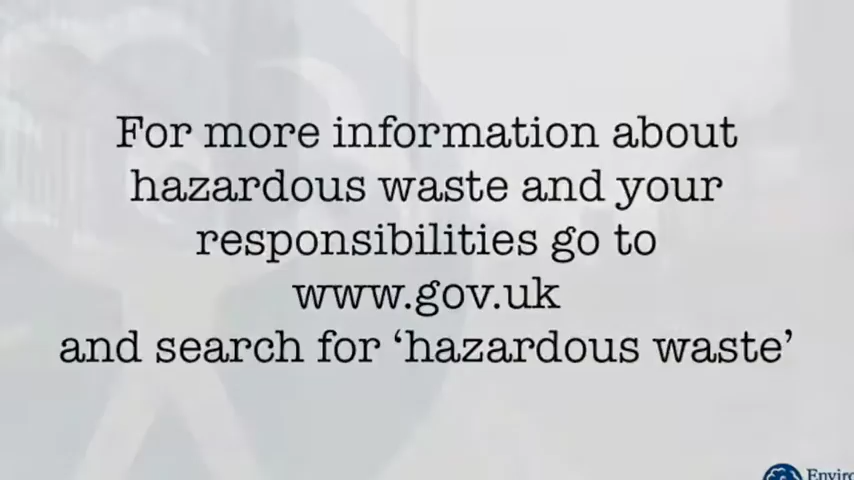 For more information about
hazardous waste and your
responsibilities go to
www.gov.uk
and search for ‘hazardous waste’
Enviro